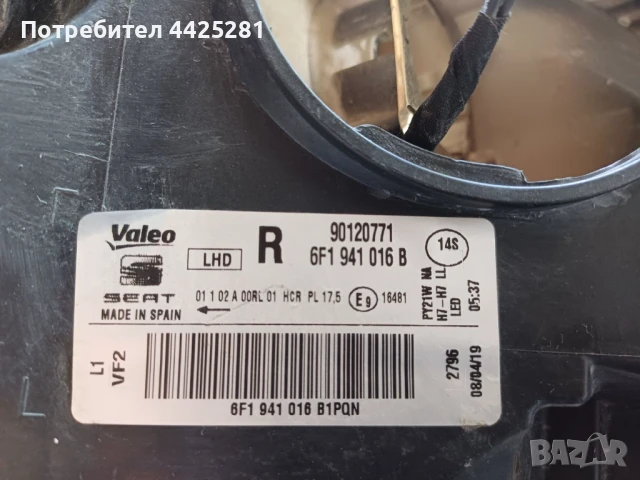 Потребител 4425281
Valeo
LHD
R
90120771
6F1 941 016 B
14S
SEAT
MADE IN SPAIN
01 1 02 A 00RL 01 HCR PL 17,5
E9
16481
PY21W NA
H7-H7 LL
LED
05:37
L1
VF2
2796
08/04/19
6F1 941 016 B1PQN
BAZAR